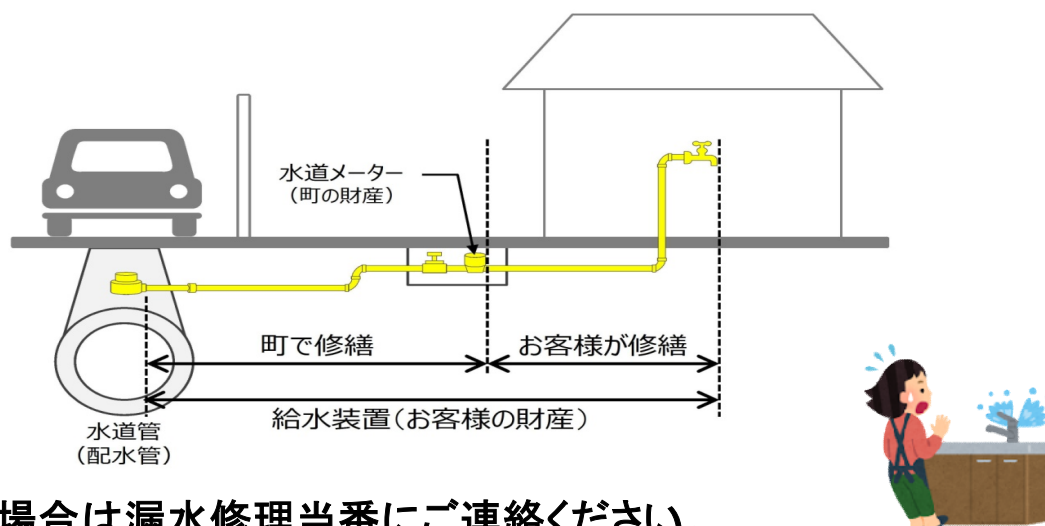 水道メーター
（町の財産）
町で修繕
お客様が修繕
給水装置（お客様の財産）
水道管
（配水管）
場合は漏水修理当番にご連絡ください